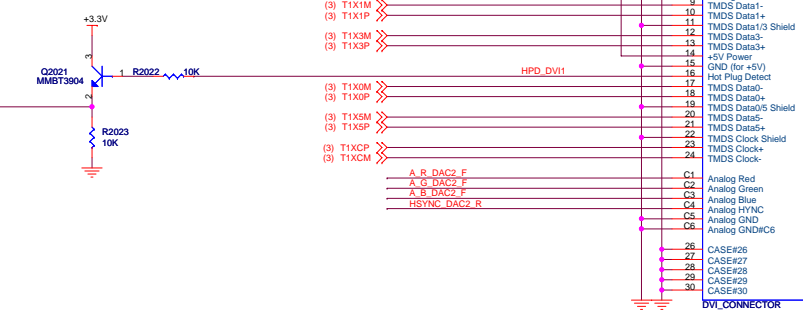 +3.3V
3
Q2021
MMBT3904
1
R2022
10K
2
R2023
10K
HPD_DVI1
(3) T1X1M
(3) T1X1P
(3) T1X3M
(3) T1X3P
(3) T1X0M
(3) T1X0P
(3) T1X5M
(3) T1X5P
(3) T1XCP
(3) T1XCM
A_R_DAC2_F
A_G_DAC2_F
A_B_DAC2_F
HSYNC_DAC2_R
9 TMDS Data1-
10 TMDS Data1+
11 TMDS Data1/3 Shield
12 TMDS Data3-
13 TMDS Data3+
14 +5V Power
15 GND (for +5V)
16 Hot Plug Detect
17 TMDS Data0-
18 TMDS Data0+
19 TMDS Data0/5 Shield
20 TMDS Data5-
21 TMDS Data5+
22 TMDS Clock Shield
23 TMDS Clock+
24 TMDS Clock-
C1 Analog Red
C2 Analog Green
C3 Analog Blue
C4 Analog HYNC
C5 Analog GND
C6 Analog GND#C6
26 CASE#26
27 CASE#27
28 CASE#28
29 CASE#29
30 CASE#30
DVI_CONNECTOR